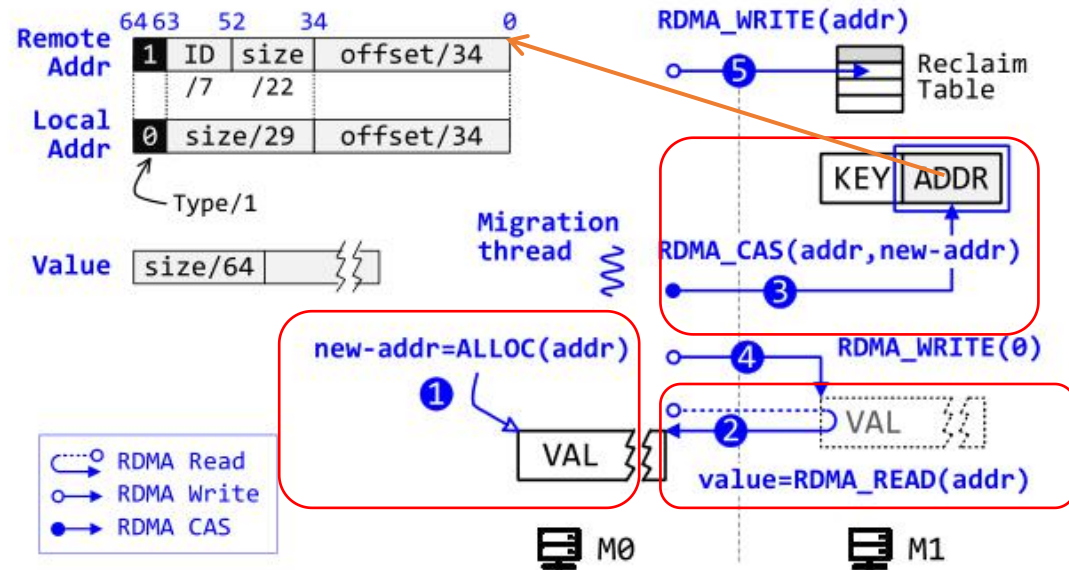 64 63 52 34 0
Remote Addr 1 ID size offset/34
/7 /22
Local Addr 0 size/29 offset/34
Type/1
Value size/64
RDMA_WRITE(addr)
5
Reclaim
Table
KEY ADDR
Migration
thread
RDMA_CAS(addr,new-addr)
3
new-addr=ALLOC(addr)
1
4
RDMA_WRITE(0)
2
VAL
VAL
value=RDMA_READ(addr)
RDMA Read
RDMA Write
RDMA CAS
M0
M1